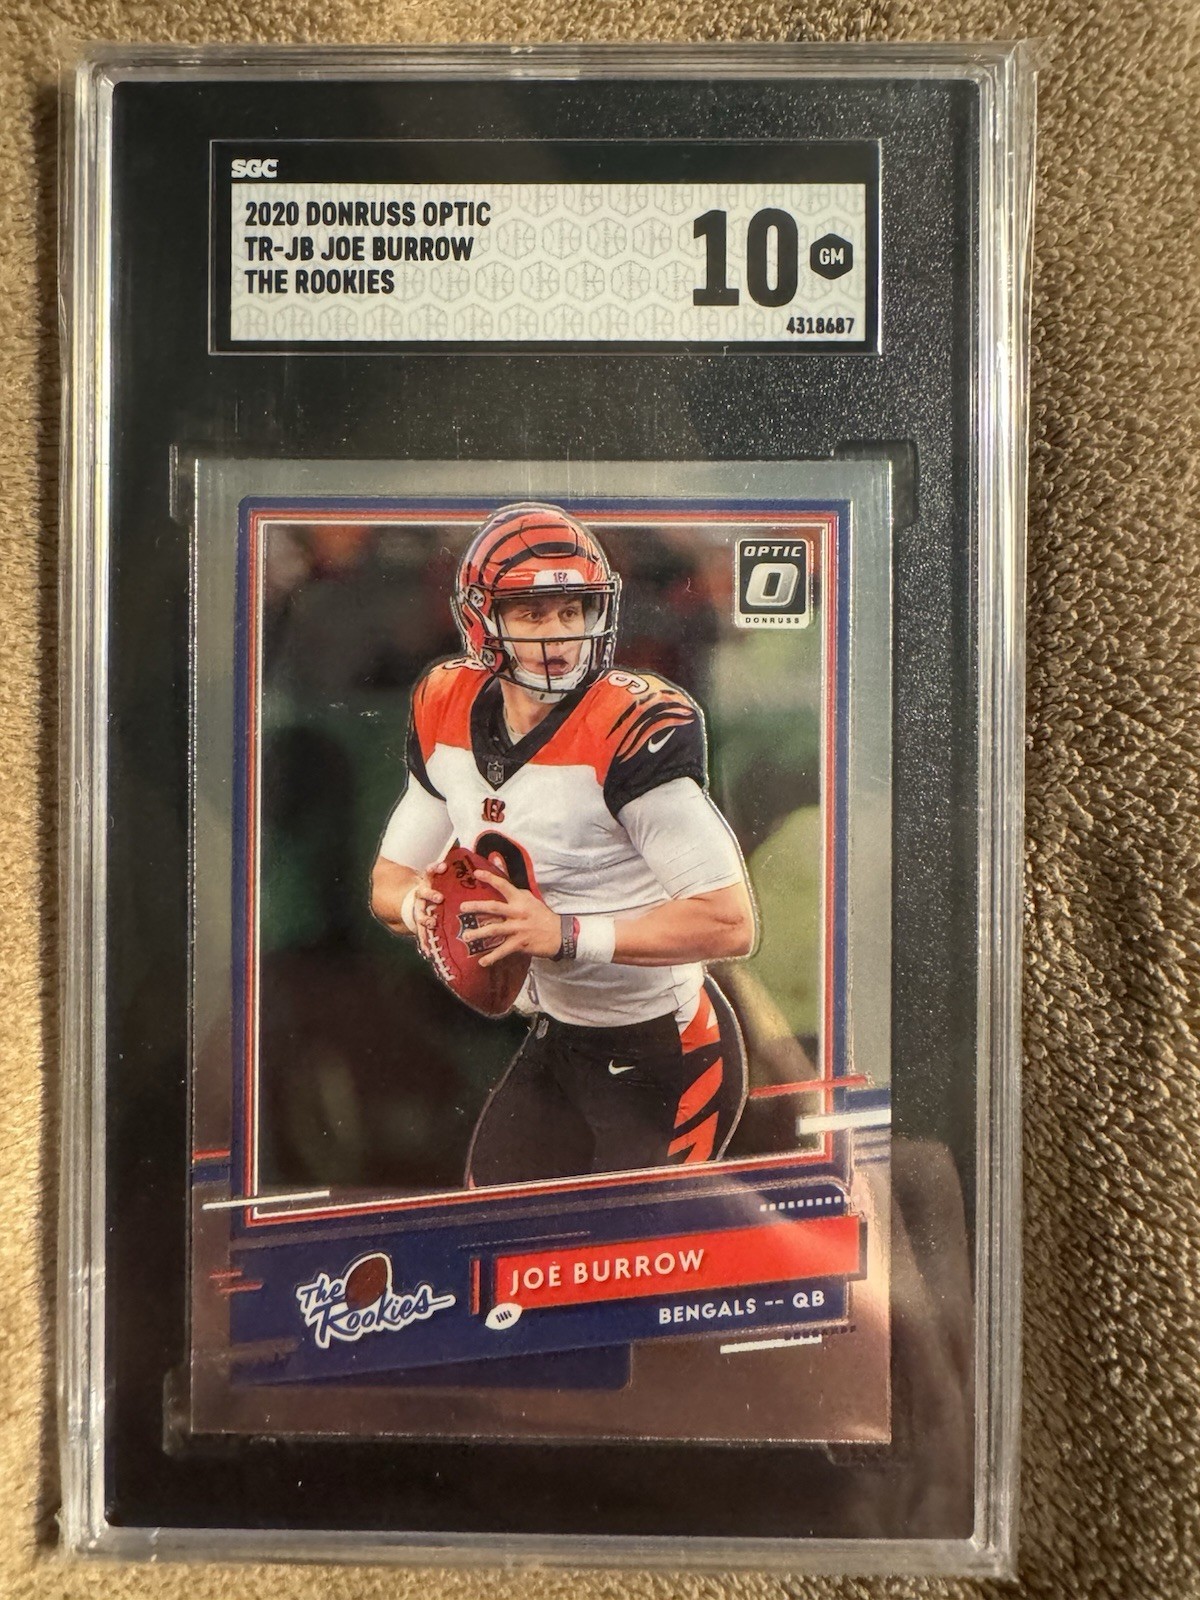 SGC
2020 DONRUSS OPTIC
TR-JB JOE BURROW
THE ROOKIES
10
GM
4318687
OPTIC
O
DONRUSS
9
The
Rookies
JOE BURROW
BENGALS -- QB